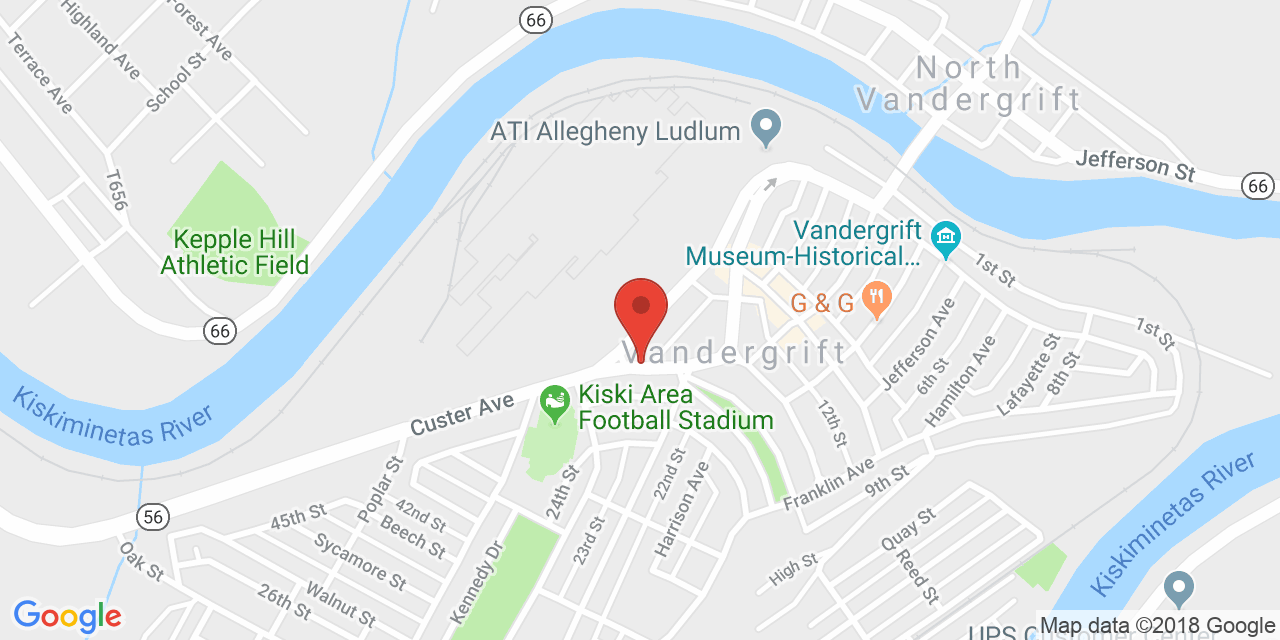 66
Forest Ave
Highland Ave
Terrace Ave
School St
North
Vandergrift
ATI Allegheny Ludlum
Jefferson St
66
T656
Kepple Hill
Athletic Field
Vandergrift
Museum-Historical...
1st St
G & G
66
1st St
Jefferson Ave
Vandergrift
6th St
Hamilton Ave
Lafayette St
8th St
Kiskiminetas River
Custer Ave
Kiski Area
Football Stadium
12th St
Franklin Ave
9th St
Kiskiminetas River
Poplar St
24th St
22nd St
Harrison Ave
23rd St
56
45th St
42nd St
Beech St
Sycamore St
Oak St
26th St
Walnut St
Kennedy Dr
High St
Quay St
Reed St
Google
UPS Customer Center
Map data ©2018 Google